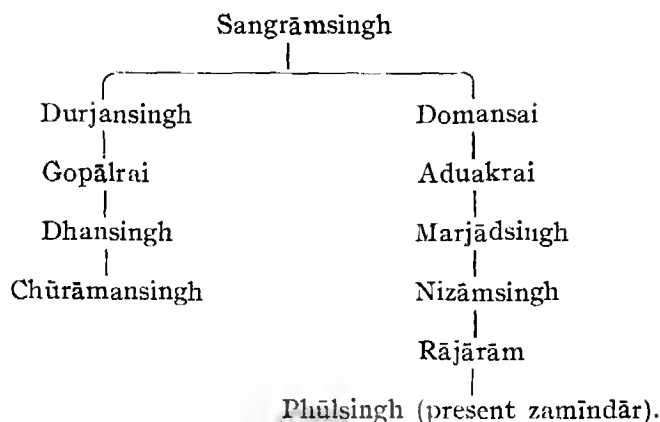 Sangrāmsingh
Durjansingh Domansai
Gopālrai Aduakrai
Dhansingh Marjādsingh
Chūrāmansingh Nizāmsingh
Rājārām
Phūlsingh (present zamīndār).